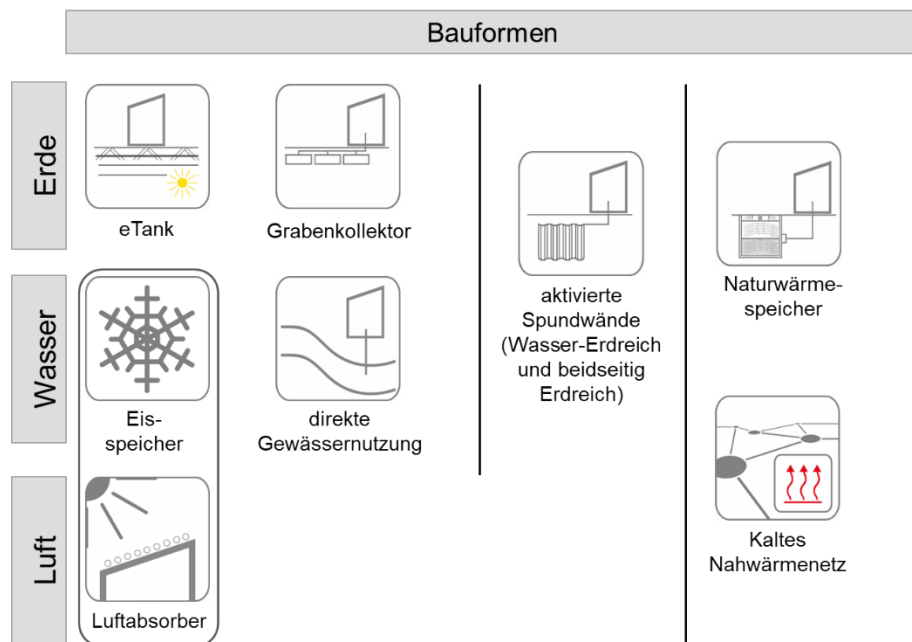 Bauformen
Erde
eTank
Grabenkollektor
aktivierte
Spundwände
(Wasser-Erdreich
und beidseitig
Erdreich)
Naturwärme-
speicher
Wasser
Eis-
speicher
direkte
Gewässernutzung
Luft
Luftabsorber
Kaltes
Nahwärmenetz